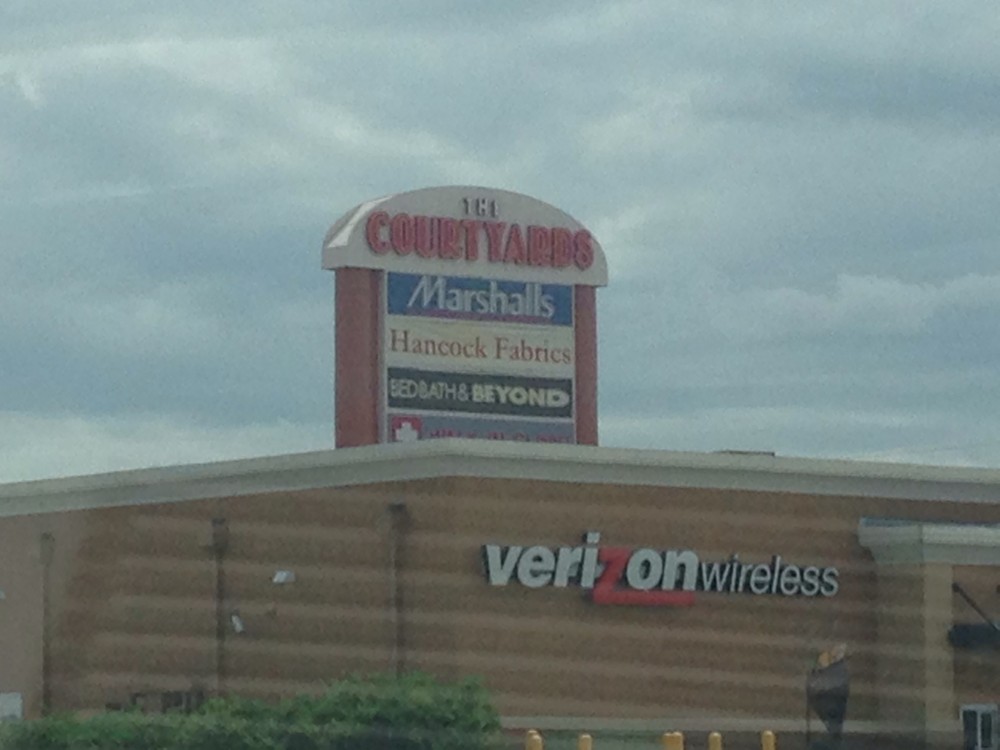 THE
COURTYARDS
Marshalls
Hancock Fabrics
BED BATH & BEYOND
verizon wireless